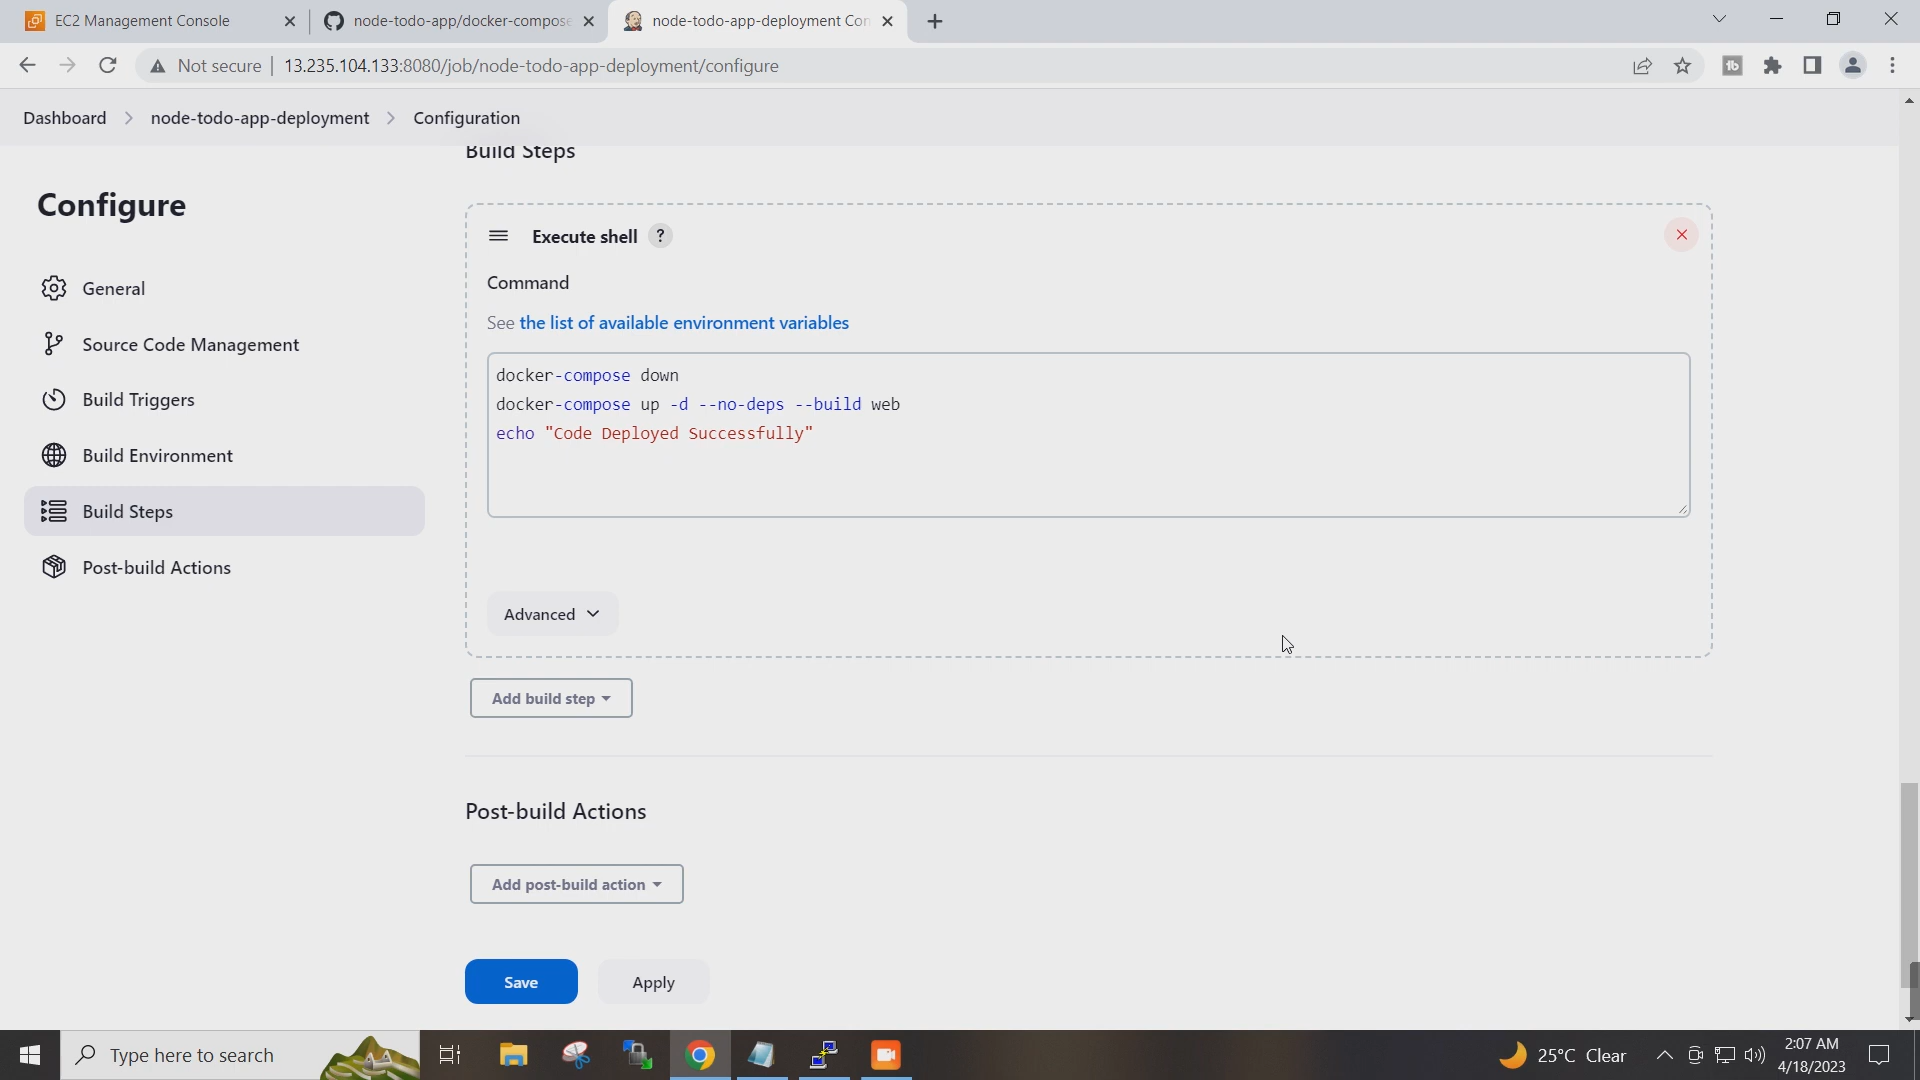 EC2 Management Console
node-todo-app/docker-compose
node-todo-app-deployment Con
Not secure | 13.235.104.133:8080/job/node-todo-app-deployment/configure
Dashboard
node-todo-app-deployment
Configuration
Configure
General
Source Code Management
Build Triggers
Build Environment
Build Steps
Post-build Actions
Build Steps
Execute shell ?
Command
See the list of available environment variables
docker-compose down
docker-compose up -d --no-deps --build web
echo "Code Deployed Successfully"
Advanced
Add build step
Post-build Actions
Add post-build action
Save
Apply
Type here to search
25°C Clear
2:07 AM
4/18/2023